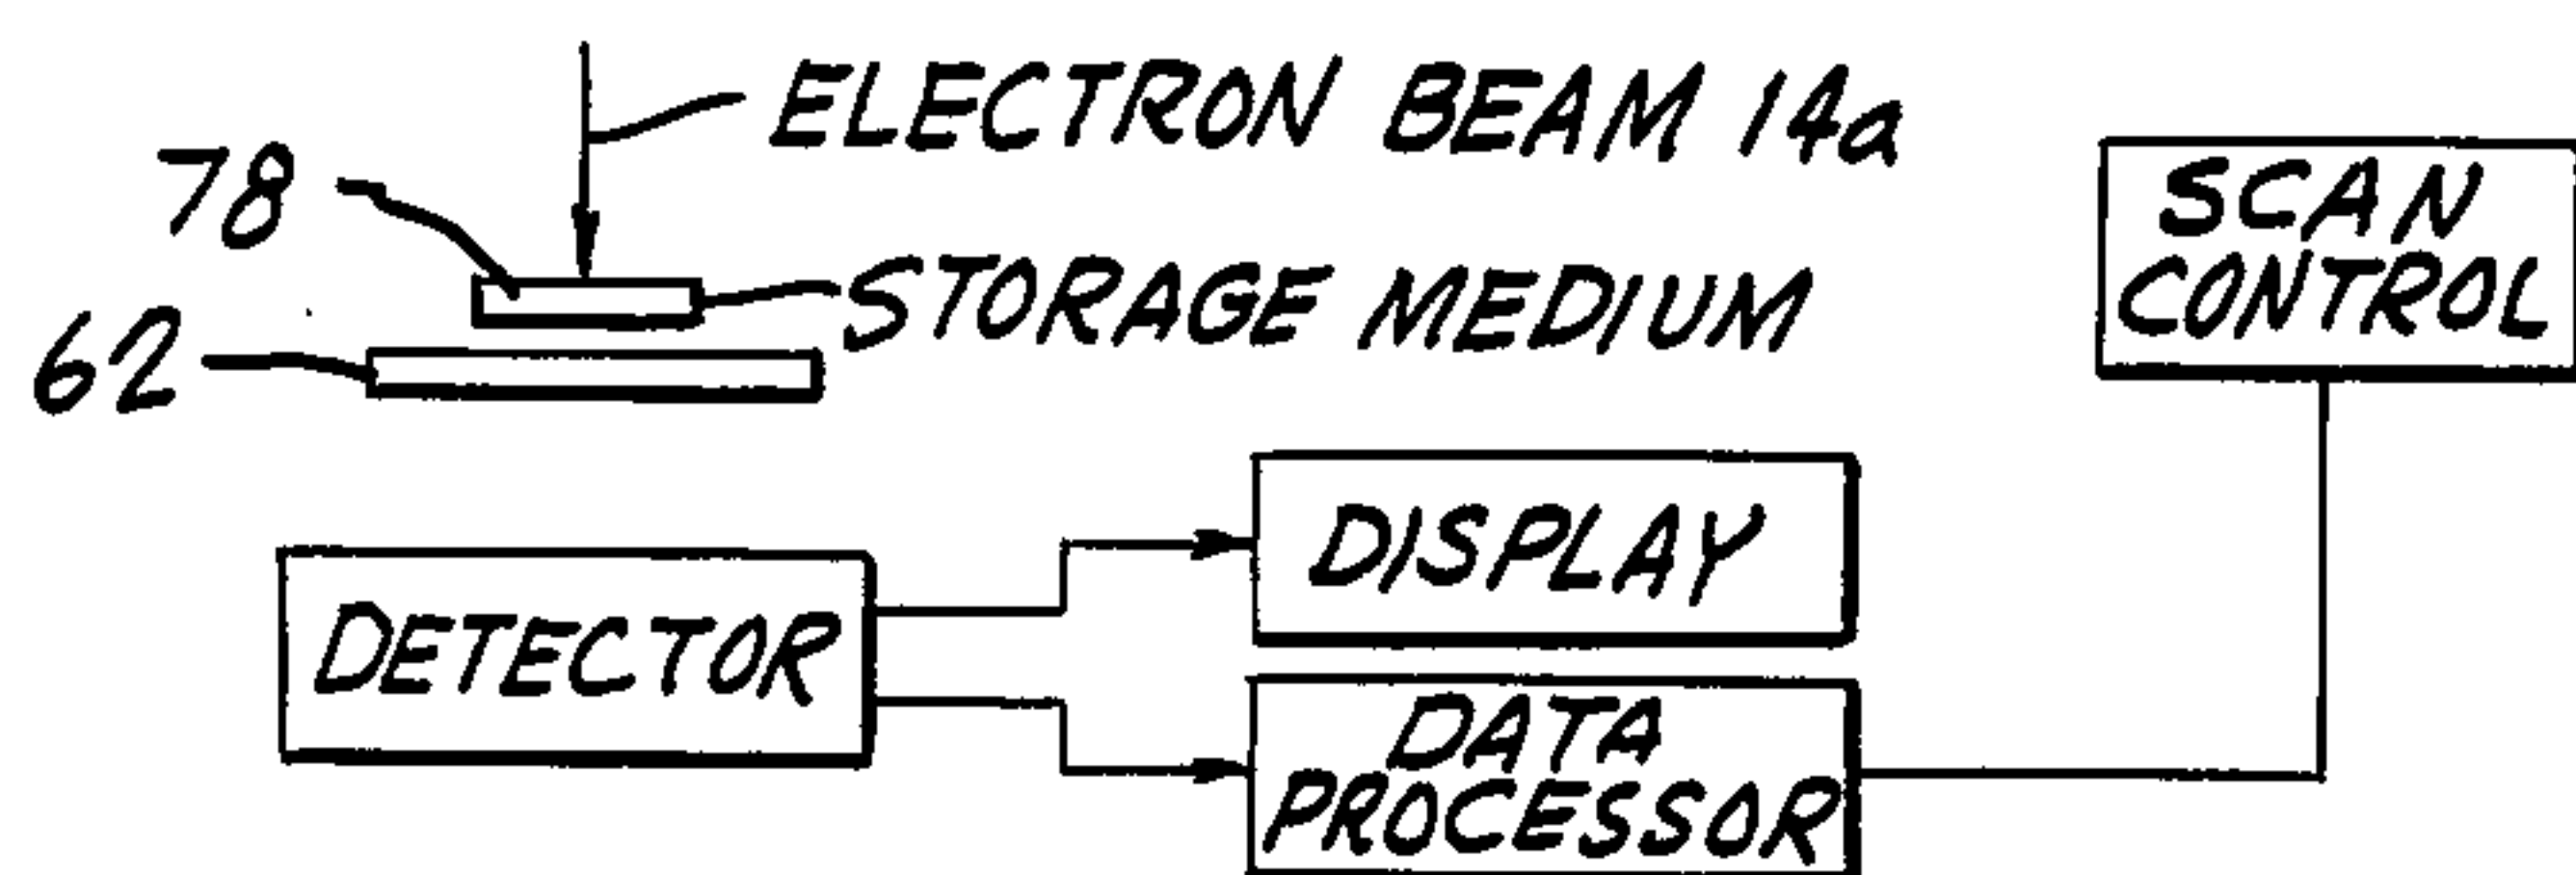 ELECTRON BEAM 14a
78
STORAGE MEDIUM
62
SCAN
CONTROL
DISPLAY
DETECTOR
DATA
PROCESSOR